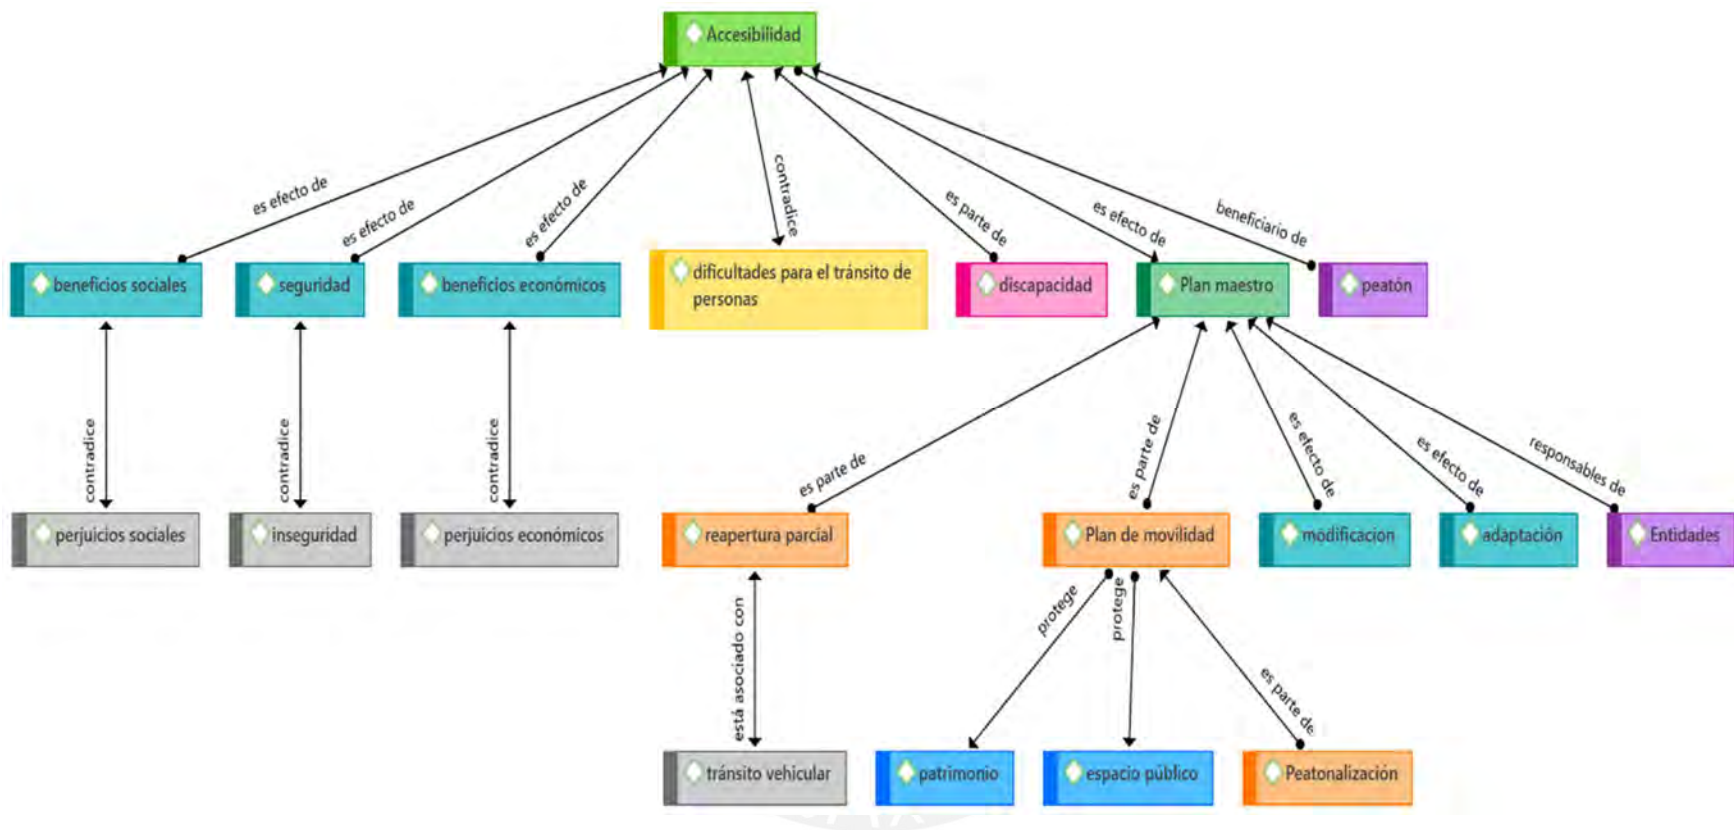 Accesibilidad
es efecto de
es efecto de
es efecto de
contradice
es parte de
es efecto de
beneficiario de
beneficios sociales
seguridad
beneficios económicos
dificultades para el tránsito de
personas
discapacidad
Plan maestro
peatón
contradice
contradice
contradice
es parte de
es parte de
es efecto de
es efecto de
responsables de
perjuicios sociales
inseguridad
perjuicios económicos
reapertura parcial
Plan de movilidad
modificacion
adaptación
Entidades
está asociado con
protege
protege
es parte de
tránsito vehicular
patrimonio
espacio público
Peatonalización